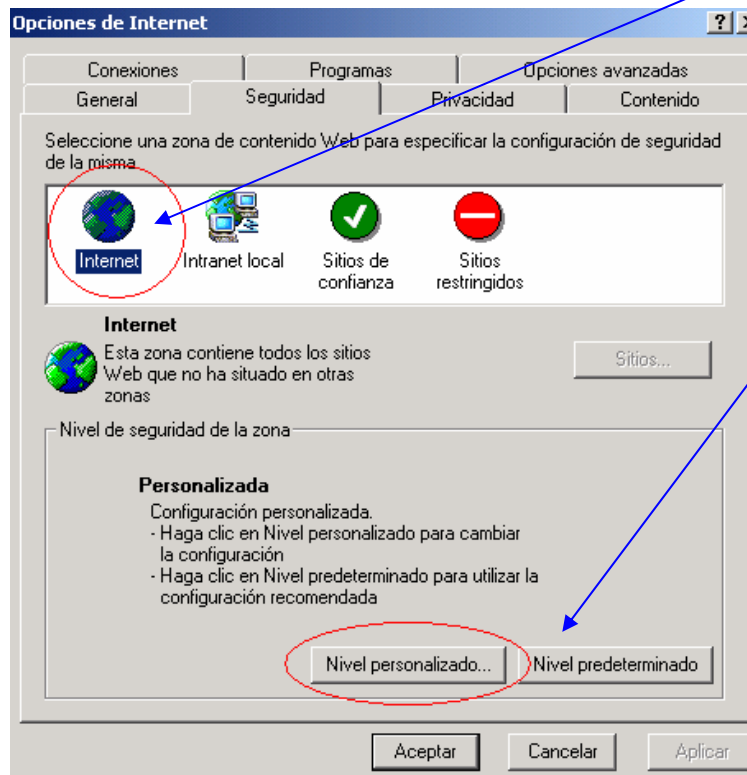 Opciones de Internet
Conexiones Programas Opciones avanzadas
General Seguridad Privacidad Contenido
Seleccione una zona de contenido Web para especificar la configuración de seguridad
de la misma.
Internet Intranet local Sitios de confianza Sitios restringidos
Internet
Esta zona contiene todos los sitios
Web que no ha situado en otras
zonas
Sitios...
Nivel de seguridad de la zona
Personalizada
Configuración personalizada.
- Haga clic en Nivel personalizado para cambiar
la configuración
- Haga clic en Nivel predeterminado para utilizar la
configuración recomendada
Nivel personalizado... Nivel predeterminado
Aceptar Cancelar Aplicar